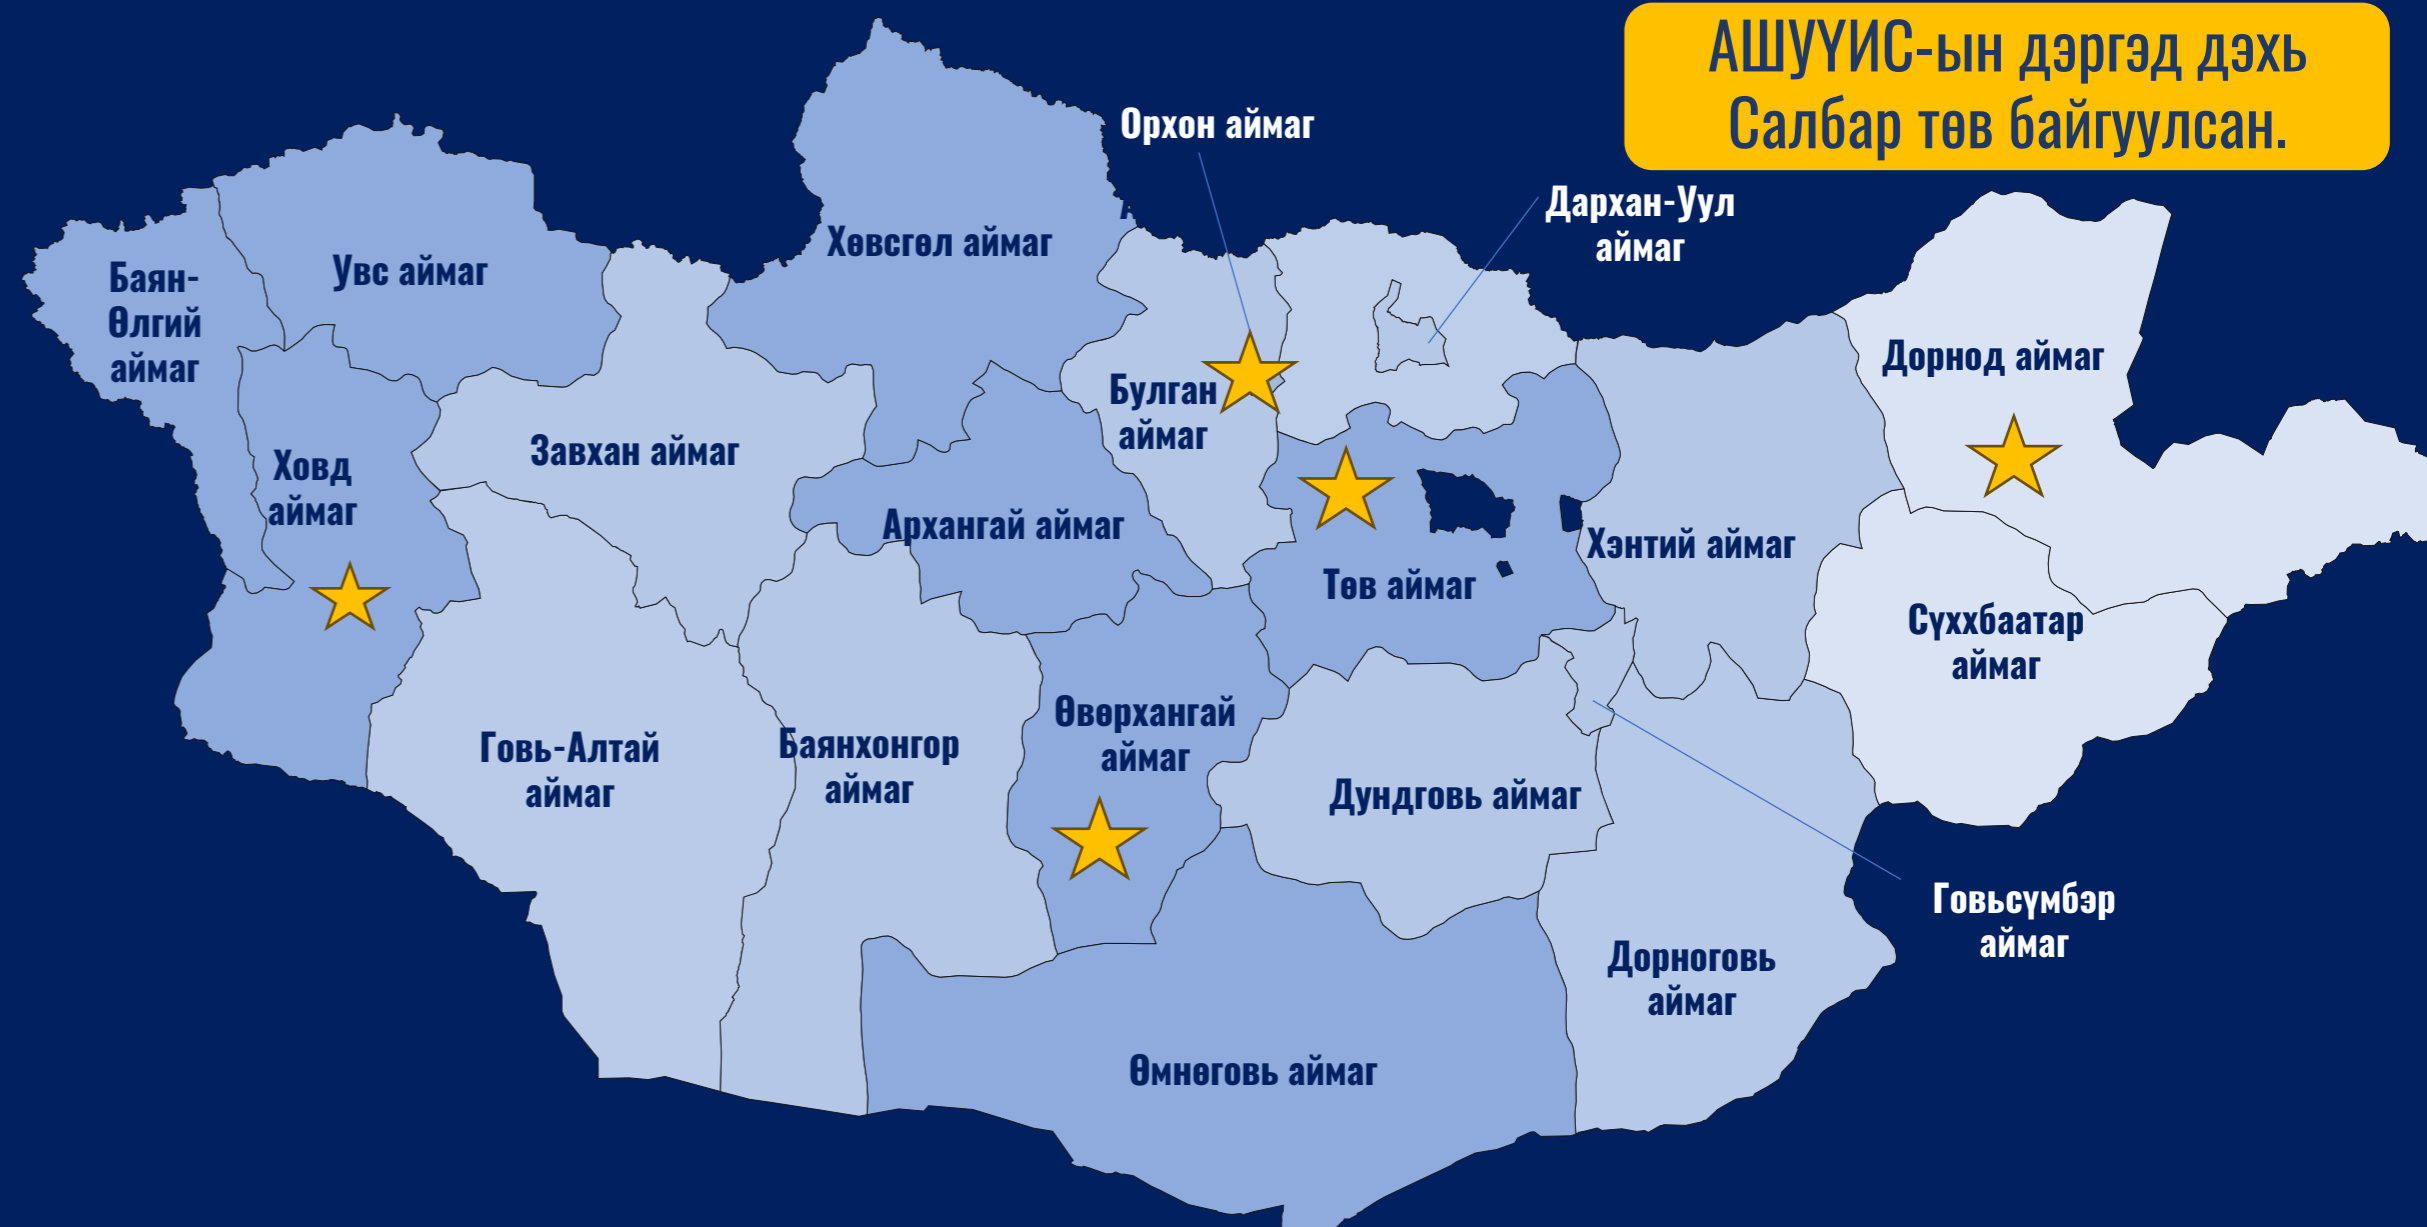 АШУҮИС-ын дэргэд дэхь
Салбар төв байгуулсан.
Орхон аймаг
Дархан-Уул
аймаг
Хөвсгөл аймаг
Увс аймаг
Баян-
Өлгий
аймаг
Дорнод аймаг
Булган
аймаг
Завхан аймаг
Ховд
аймаг
Архангай аймаг
Хэнтий аймаг
Төв аймаг
Сүххбаатар
аймаг
Өвөрхангай
аймаг
Говь-Алтай
аймаг
Баянхонгор
аймаг
Дундговь аймаг
Говьсүмбэр
аймаг
Дорноговь
аймаг
Өмнөговь аймаг